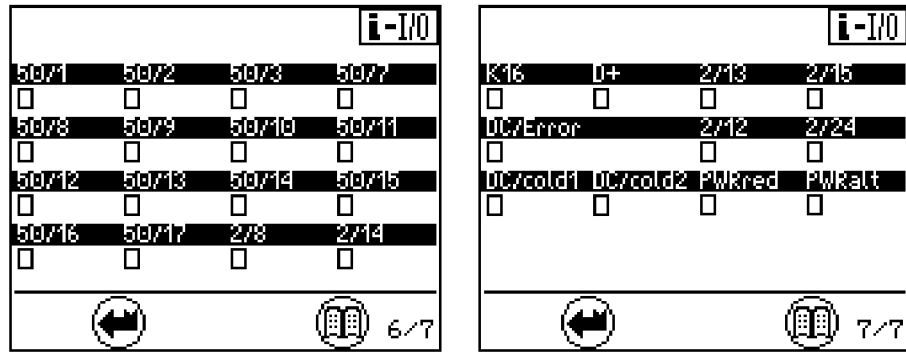 i-I/0
50/1 50/2 50/3 50/7
50/8 50/9 50/10 50/11
50/12 50/13 50/14 50/15
50/16 50/17 2/8 2/14
6/7
i-I/0
K16 D+ 2/13 2/15
DC/Error 2/12 2/24
DC/cold1 DC/cold2 PWRred PWRalt
7/7